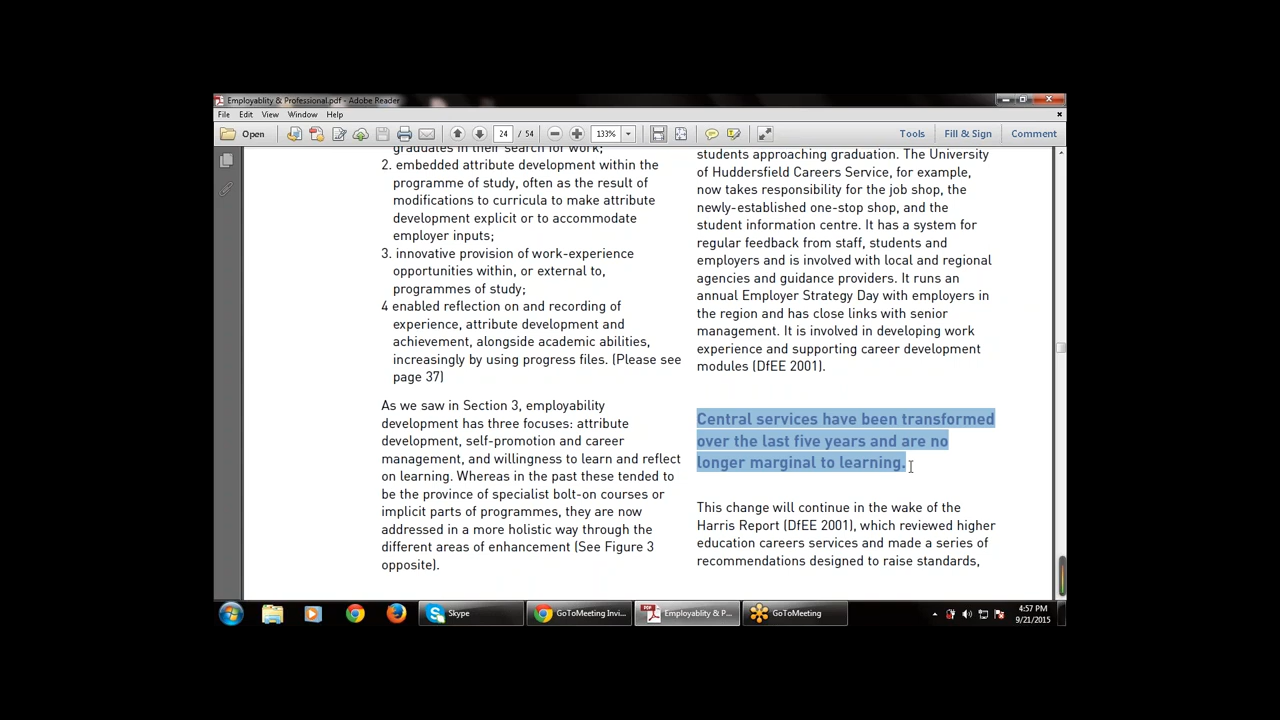 Employablity & Professional.pdf - Adobe Reader
File Edit View Window Help
Open 24 / 54 133% Tools Fill & Sign Comment
graduates in their search for work;
2. embedded attribute development within the
programme of study, often as the result of
modifications to curricula to make attribute
development explicit or to accommodate
employer inputs;
3. innovative provision of work-experience
opportunities within, or external to,
programmes of study;
4 enabled reflection on and recording of
experience, attribute development and
achievement, alongside academic abilities,
increasingly by using progress files. (Please see
page 37)
As we saw in Section 3, employability
development has three focuses: attribute
development, self-promotion and career
management, and willingness to learn and reflect
on learning. Whereas in the past these tended to
be the province of specialist bolt-on courses or
implicit parts of programmes, they are now
addressed in a more holistic way through the
different areas of enhancement (See Figure 3
opposite).
students approaching graduation. The University
of Huddersfield Careers Service, for example,
now takes responsibility for the job shop, the
newly-established one-stop shop, and the
student information centre. It has a system for
regular feedback from staff, students and
employers and is involved with local and regional
agencies and guidance providers. It runs an
annual Employer Strategy Day with employers in
the region and has close links with senior
management. It is involved in developing work
experience and supporting career development
modules (DfEE 2001).
Central services have been transformed
over the last five years and are no
longer marginal to learning.
This change will continue in the wake of the
Harris Report (DfEE 2001), which reviewed higher
education careers services and made a series of
recommendations designed to raise standards,
Skype GoToMeeting Invi... Employablity & P... GoToMeeting
4:57 PM
9/21/2015